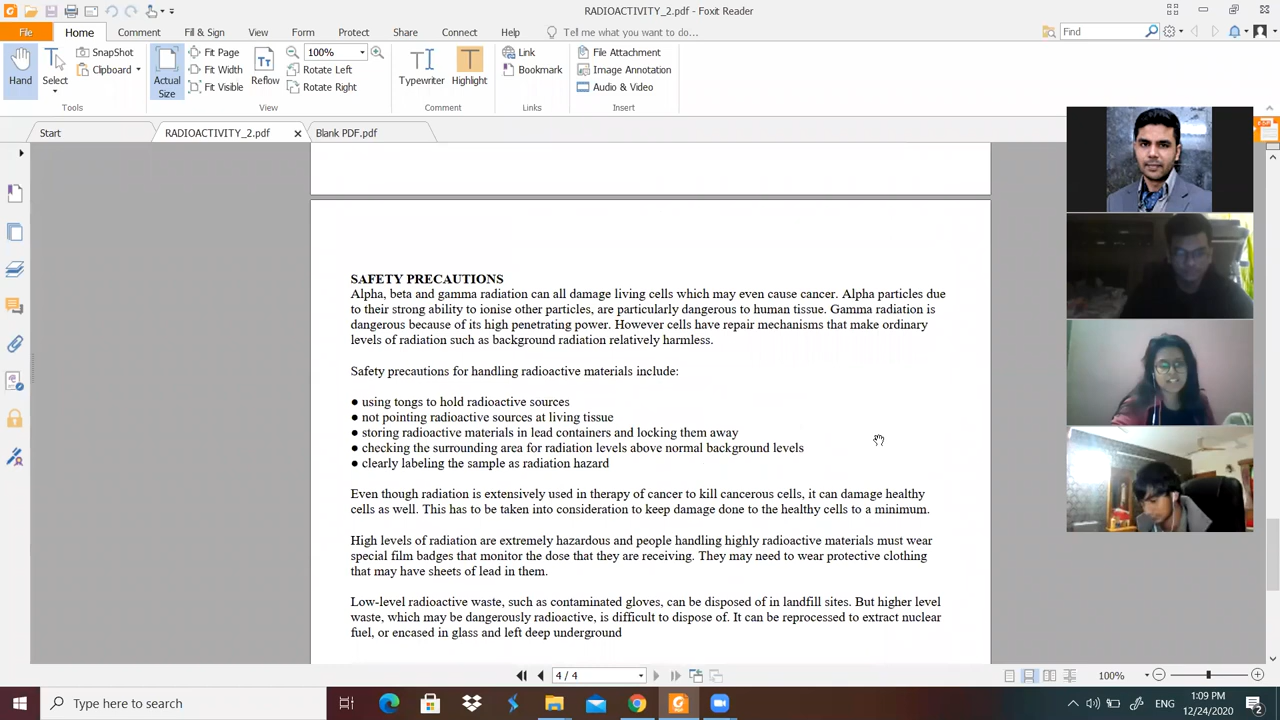 RADIOACTIVITY_2.pdf - Foxit Reader
File Home Comment Fill & Sign View Form Protect Share Connect Help Tell me what you want to do... Find
Hand Select SnapShot Clipboard Actual Size Fit Page Fit Width Fit Visible Reflow 100% Rotate Left Rotate Right Typewriter Highlight Link Bookmark File Attachment Image Annotation Audio & Video
Tools View Comment Links Insert
Start RADIOACTIVITY_2.pdf Blank PDF.pdf
SAFETY PRECAUTIONS
Alpha, beta and gamma radiation can all damage living cells which may even cause cancer. Alpha particles due
to their strong ability to ionise other particles, are particularly dangerous to human tissue. Gamma radiation is
dangerous because of its high penetrating power. However cells have repair mechanisms that make ordinary
levels of radiation such as background radiation relatively harmless.
Safety precautions for handling radioactive materials include:
● using tongs to hold radioactive sources
● not pointing radioactive sources at living tissue
● storing radioactive materials in lead containers and locking them away
● checking the surrounding area for radiation levels above normal background levels
● clearly labeling the sample as radiation hazard
Even though radiation is extensively used in therapy of cancer to kill cancerous cells, it can damage healthy
cells as well. This has to be taken into consideration to keep damage done to the healthy cells to a minimum.
High levels of radiation are extremely hazardous and people handling highly radioactive materials must wear
special film badges that monitor the dose that they are receiving. They may need to wear protective clothing
that may have sheets of lead in them.
Low-level radioactive waste, such as contaminated gloves, can be disposed of in landfill sites. But higher level
waste, which may be dangerously radioactive, is difficult to dispose of. It can be reprocessed to extract nuclear
fuel, or encased in glass and left deep underground
4 / 4 100%
Type here to search ENG 1:09 PM
12/24/2020 2